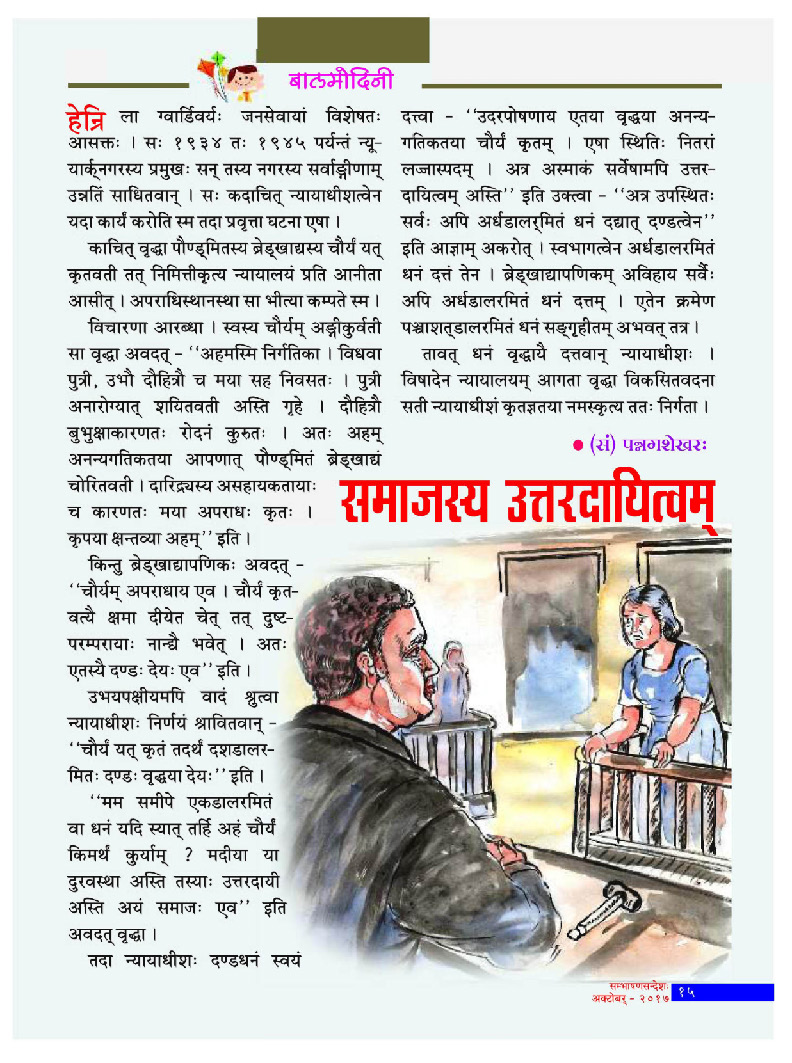 बालमोदिनी
हेन्रि ला ग्वार्डिवर्यः जनसेवायां विशेषतः
आसक्तः । सः १९३४ तः १९४५ पर्यन्तं न्यू-
यार्क्‌नगरस्य प्रमुखः सन् तस्य नगरस्य सर्वाङ्गीणाम्
उन्नतिं साधितवान् । सः कदाचित् न्यायाधीशत्वेन
यदा कार्यं करोति स्म तदा प्रवृत्ता घटना एषा ।
काचित् वृद्धा पौण्ड्‌मितस्य ब्रेड्‌खाद्यस्य चौर्यं यत्
कृतवती तत् निमित्तीकृत्य न्यायालयं प्रति आनीता
आसीत् । अपराधिस्थानस्था सा भीत्या कम्पते स्म ।
विचारणा आरब्धा । स्वस्य चौर्यम् अङ्गीकुर्वती
सा वृद्धा अवदत् – ‘‘अहमस्मि निर्गतिका । विधवा
पुत्री, उभौ दौहित्रौ च मया सह निवसतः । पुत्री
अनारोग्यात् शयितवती अस्ति गृहे । दौहित्रौ
बुभुक्षाकारणतः रोदनं कुरुतः । अतः अहम्
अनन्यगतिकतया आपणात् पौण्ड्‌मितं ब्रेड्‌खाद्यं
चोरितवती । दारिद्र्यस्य असहायकतायाः
च कारणतः मया अपराधः कृतः ।
कृपया क्षन्तव्या अहम्’’ इति ।
किन्तु ब्रेड्‌खाद्यापणिकः अवदत् –
‘‘चौर्यम् अपराधाय एव । चौर्यं कृत-
वत्यै क्षमा दीयेत चेत् तत् दुष्ट-
परम्परायाः नान्द्यै भवेत् । अतः
एतस्यै दण्डः देयः एव’’ इति ।
उभयपक्षीयमपि वादं श्रुत्वा
न्यायाधीशः निर्णयं श्रावितवान् –
‘‘चौर्यं यत् कृतं तदर्थं दशडालर-
मितः दण्डः वृद्धया देयः’’ इति ।
‘‘मम समीपे एकडालरमितं
वा धनं यदि स्यात् तर्हि अहं चौर्यं
किमर्थं कुर्याम् ? मदीया या
दुरवस्था अस्ति तस्याः उत्तरदायी
अस्ति अयं समाजः एव’’ इति
अवदत् वृद्धा ।
तदा न्यायाधीशः दण्डधनं स्वयं
दत्त्वा – ‘‘उदरपोषणाय एतया वृद्धया अनन्य-
गतिकतया चौर्यं कृतम् । एषा स्थितिः नितरां
लज्जास्पदम् । अत्र अस्माकं सर्वेषामपि उत्तर-
दायित्वम् अस्ति’’ इति उक्त्वा – ‘‘अत्र उपस्थितः
सर्वः अपि अर्धडालर्‌मितं धनं दद्यात् दण्डत्वेन’’
इति आज्ञाम् अकरोत् । स्वभागत्वेन अर्धडालरमितं
धनं दत्तं तेन । ब्रेड्‌खाद्यापणिकम् अविहाय सर्वैः
अपि अर्धडालरमितं धनं दत्तम् । एतेन क्रमेण
पञ्चाशत्‌डालरमितं धनं सङ्गृहीतम् अभवत् तत्र ।
तावत् धनं वृद्धायै दत्तवान् न्यायाधीशः ।
विषादेन न्यायालयम् आगता वृद्धा विकसितवदना
सती न्यायाधीशं कृतज्ञतया नमस्कृत्य ततः निर्गता ।
● (सं) पन्नगशेखरः
समाजस्य उत्तरदायित्वम्
सम्भाषणसन्देशः
अक्टोबर् – २०१७ १५